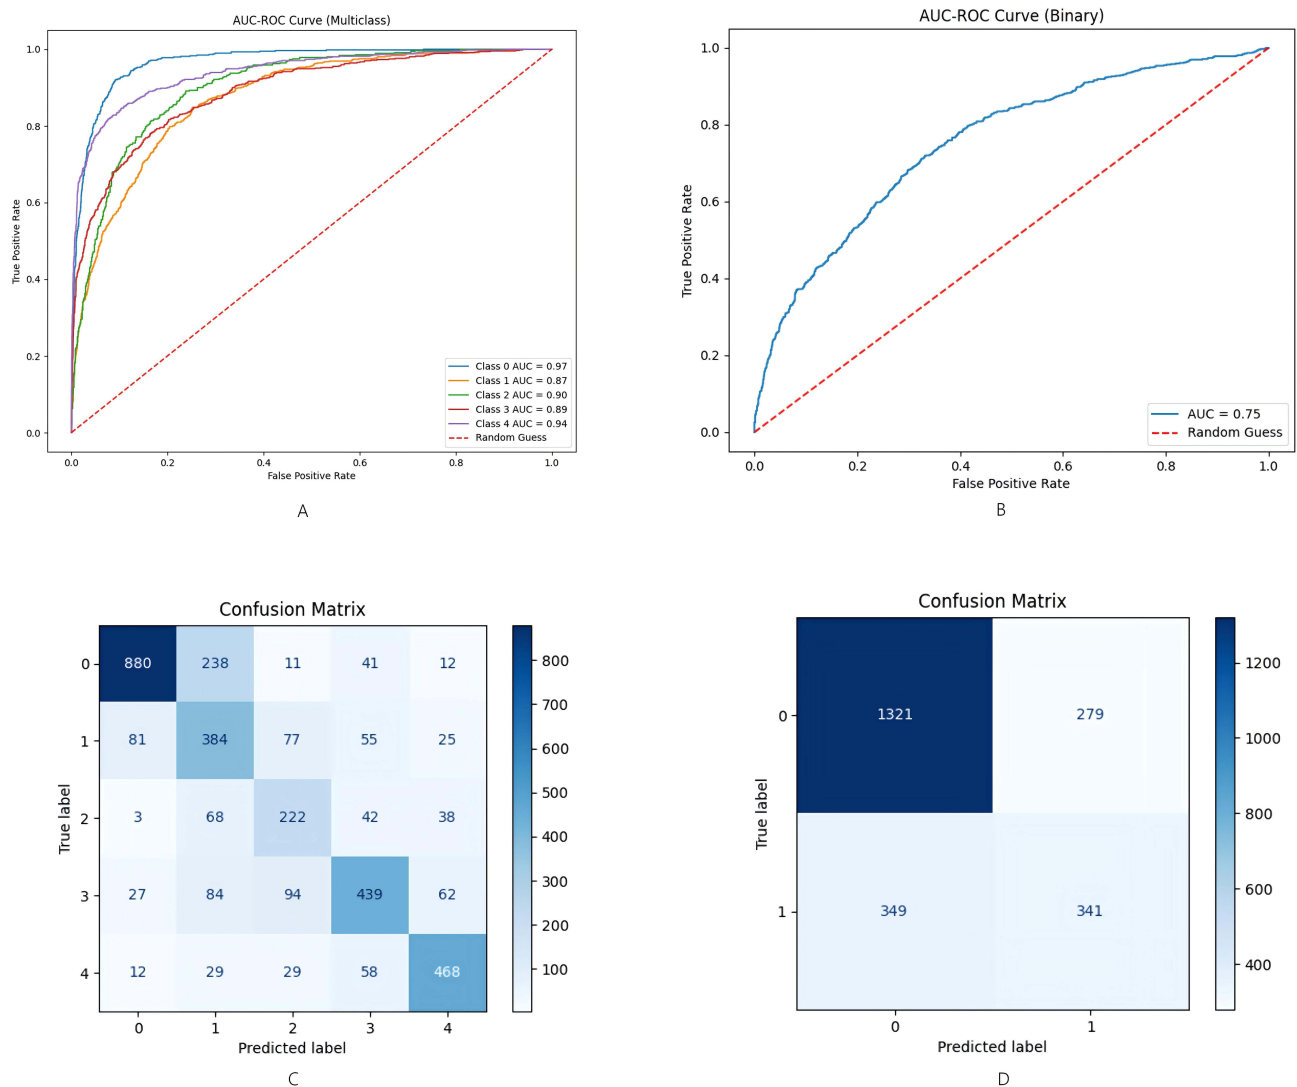 AUC-ROC Curve (Multiclass)
True Positive Rate
1.0
0.8
0.6
0.4
0.2
0.0
Class 0 AUC = 0.97
Class 1 AUC = 0.87
Class 2 AUC = 0.90
Class 3 AUC = 0.89
Class 4 AUC = 0.94
Random Guess
0.0 0.2 0.4 0.6 0.8 1.0
False Positive Rate
A
AUC-ROC Curve (Binary)
True Positive Rate
1.0
0.8
0.6
0.4
0.2
0.0
AUC = 0.75
Random Guess
0.0 0.2 0.4 0.6 0.8 1.0
False Positive Rate
B
Confusion Matrix
True label
0 880 238 11 41 12
1 81 384 77 55 25
2 3 68 222 42 38
3 27 84 94 439 62
4 12 29 29 58 468
0 1 2 3 4
Predicted label
800
700
600
500
400
300
200
100
C
Confusion Matrix
True label
0 1321 279
1 349 341
0 1
Predicted label
1200
1000
800
600
400
D